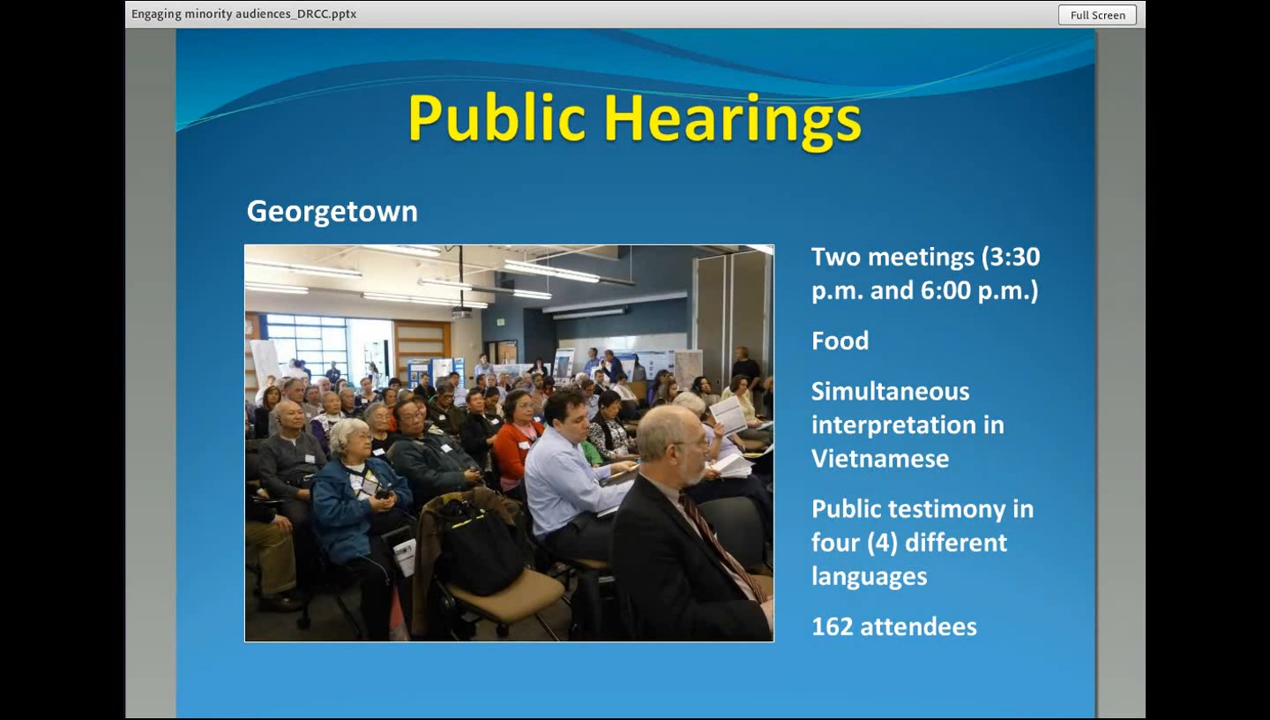 Engaging minority audiences_DRCC.pptx
Full Screen
Public Hearings
Georgetown
Two meetings (3:30
p.m. and 6:00 p.m.)
Food
Simultaneous
interpretation in
Vietnamese
Public testimony in
four (4) different
languages
162 attendees